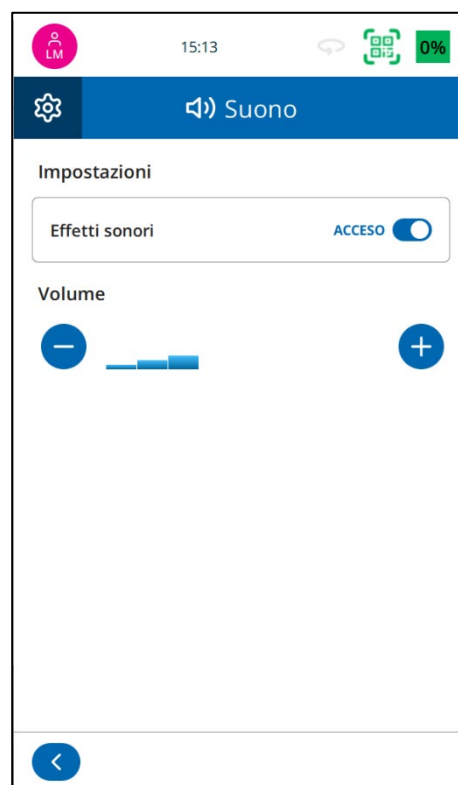 LM
15:13
0%
Suono
Impostazioni
Effetti sonori ACCESO
Volume